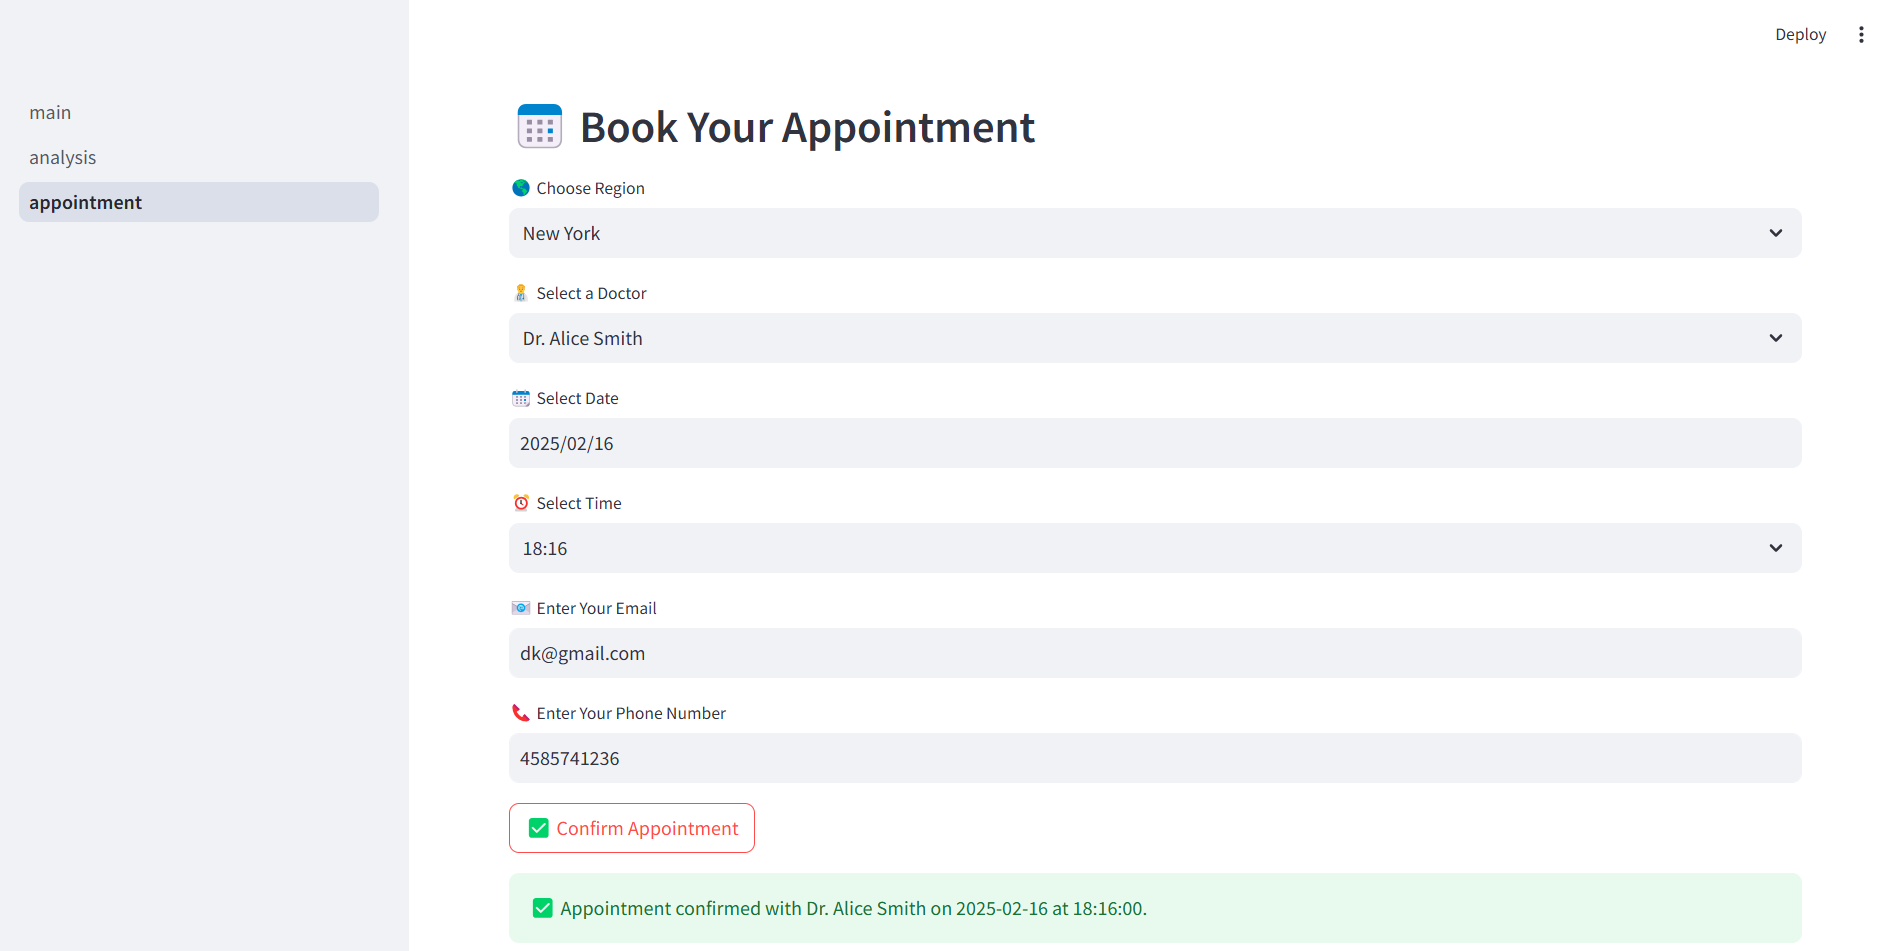 Deploy
main
analysis
appointment
Book Your Appointment
Choose Region
New York
Select a Doctor
Dr. Alice Smith
Select Date
2025/02/16
Select Time
18:16
Enter Your Email
dk@gmail.com
Enter Your Phone Number
4585741236
Confirm Appointment
Appointment confirmed with Dr. Alice Smith on 2025-02-16 at 18:16:00.